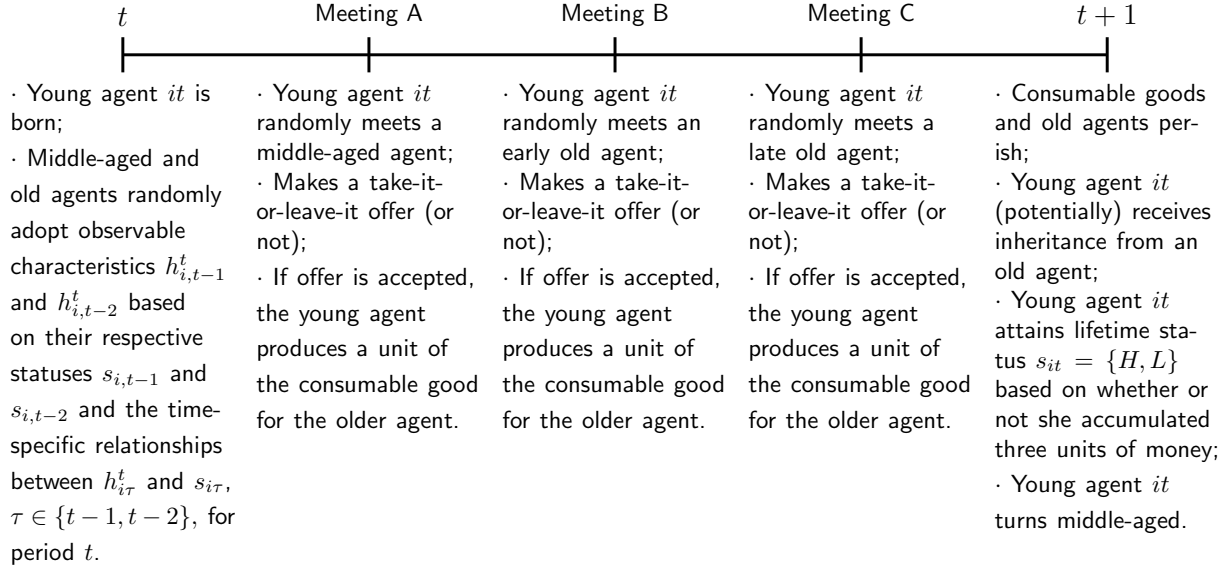 t
Meeting A
Meeting B
Meeting C
t + 1
· Young agent it is
born;
· Middle-aged and
old agents randomly
adopt observable
characteristics h^t_{i,t−1}
and h^t_{i,t−2} based
on their respective
statuses s_{i,t−1} and
s_{i,t−2} and the time-
specific relationships
between h^t_{iτ} and s_{iτ},
τ ∈ {t − 1, t − 2}, for
period t.
· Young agent it
randomly meets a
middle-aged agent;
· Makes a take-it-
or-leave-it offer (or
not);
· If offer is accepted,
the young agent
produces a unit of
the consumable good
for the older agent.
· Young agent it
randomly meets an
early old agent;
· Makes a take-it-
or-leave-it offer (or
not);
· If offer is accepted,
the young agent
produces a unit of
the consumable good
for the older agent.
· Young agent it
randomly meets a
late old agent;
· Makes a take-it-
or-leave-it offer (or
not);
· If offer is accepted,
the young agent
produces a unit of
the consumable good
for the older agent.
· Consumable goods
and old agents per-
ish;
· Young agent it
(potentially) receives
inheritance from an
old agent;
· Young agent it
attains lifetime sta-
tus s_{it} = {H, L}
based on whether or
not she accumulated
three units of money;
· Young agent it
turns middle-aged.